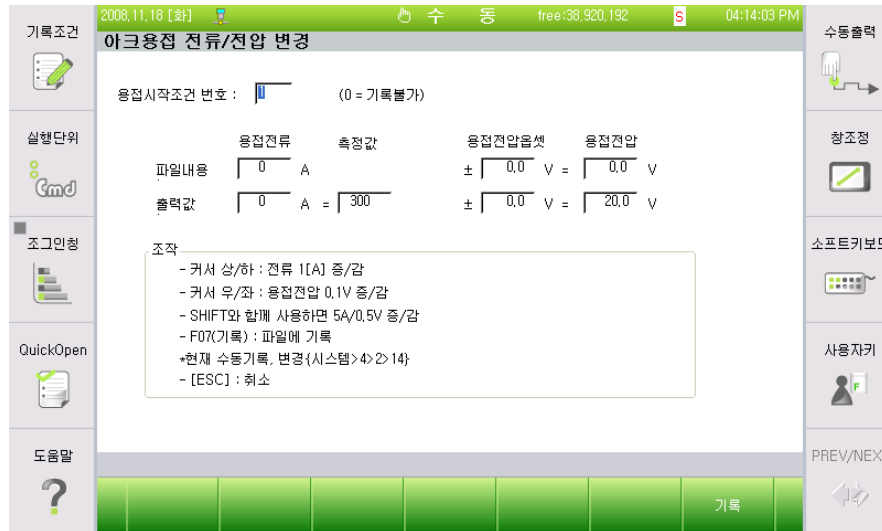 2008,11,18 [화] 수 동 free:38,920,192 S 04:14:03 PM
아크용접 전류/전압 변경
기록조건
실행단위
Cmd
조그인칭
QuickOpen
도움말
용접시작조건 번호 : 1 (0 = 기록불가)
용접전류 측정값 용접전압옵셋 용접전압
파일내용 0 A ± 0,0 V = 0,0 V
출력값 0 A = 300 ± 0,0 V = 20,0 V
조작
- 커서 상/하 : 전류 1[A] 증/감
- 커서 우/좌 : 용접전압 0,1V 증/감
- SHIFT와 함께 사용하면 5A/0,5V 증/감
- F07(기록) : 파일에 기록
*현재 수동기록, 변경{시스템>4>2>14}
- [ESC] : 취소
기록
수동출력
창조정
소프트키보드
사용자키
F
PREV/NEX